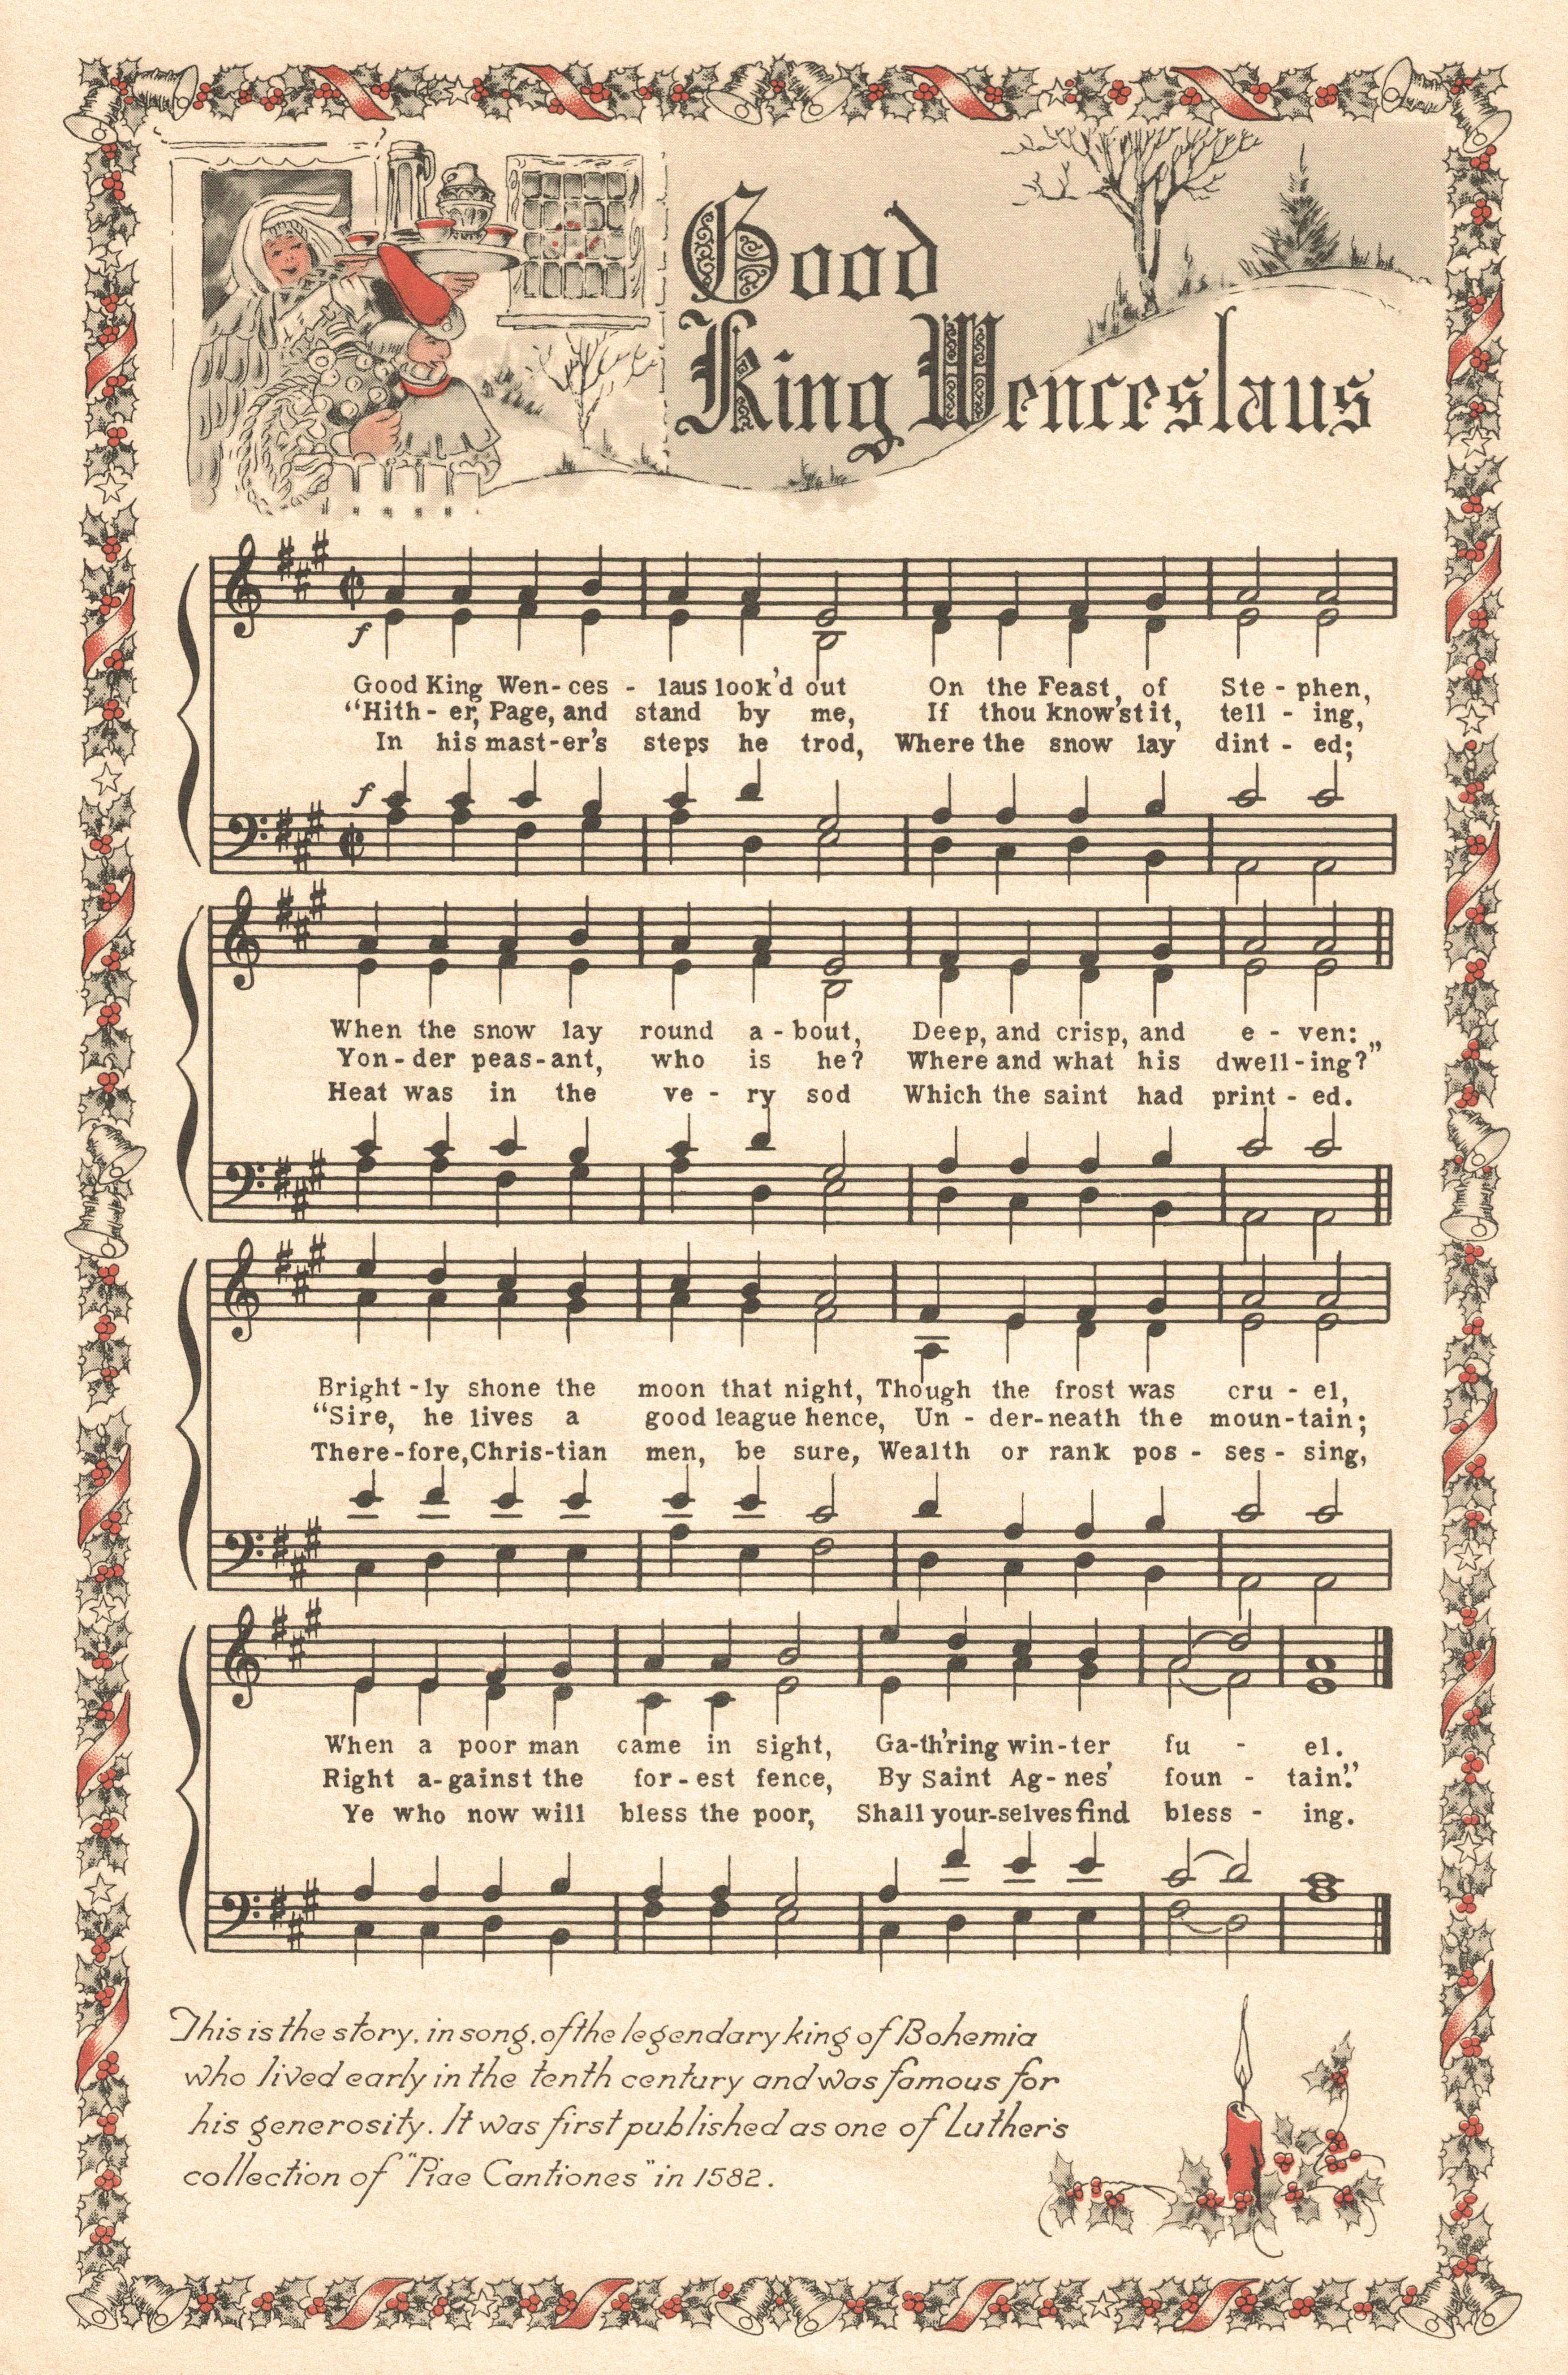 Good
King Wenceslaus
f
Good King Wen-ces - laus look'd out On the Feast of Ste - phen,
“Hith - er, Page, and stand by me, If thou know'st it, tell - ing,
In his mast-er's steps he trod, Where the snow lay dint - ed;
f
When the snow lay round a - bout, Deep, and crisp, and e - ven:
Yon - der peas-ant, who is he? Where and what his dwell-ing?”
Heat was in the ve - ry sod Which the saint had print - ed.
Bright - ly shone the moon that night, Though the frost was cru - el,
“Sire, he lives a good league hence, Un - der-neath the moun-tain;
There-fore, Chris-tian men, be sure, Wealth or rank pos - ses - sing,
When a poor man came in sight, Ga-th'ring win-ter fu - el.
Right a-gainst the for-est fence, By Saint Ag-nes' foun - tain.”
Ye who now will bless the poor, Shall your-selves find bless - ing.
This is the story, in song, of the legendary king of Bohemia
who lived early in the tenth century and was famous for
his generosity. It was first published as one of Luther's
collection of "Piae Cantiones" in 1582.